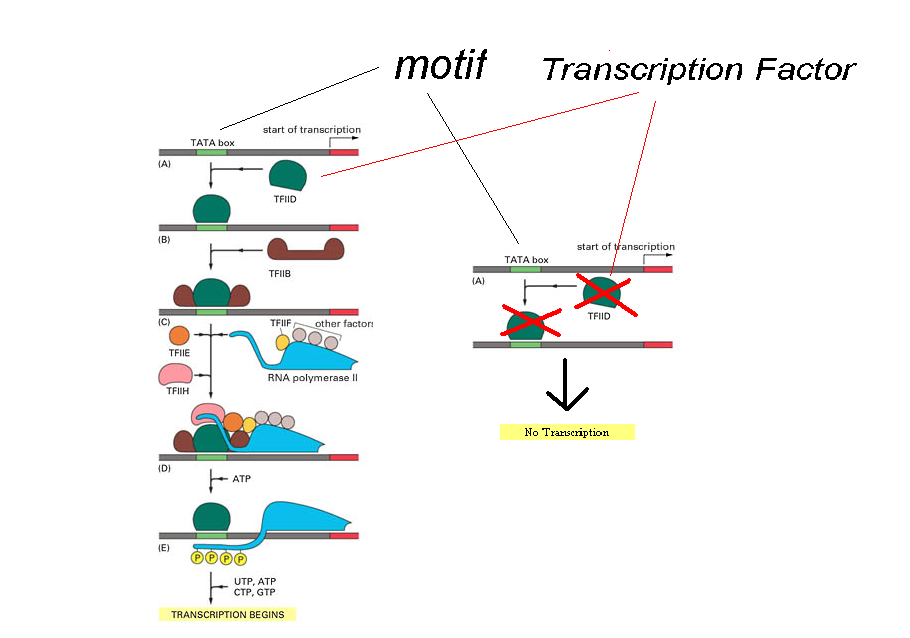 motif
Transcription Factor
start of transcription
TATA box
(A)
TFIID
(B)
TFIIB
(C)
TFIIF
other factors
TFIIE
RNA polymerase II
TFIIH
(D)
ATP
(E)
P P P P
UTP, ATP
CTP, GTP
TRANSCRIPTION BEGINS
start of transcription
TATA box
(A)
TFIID
No Transcription